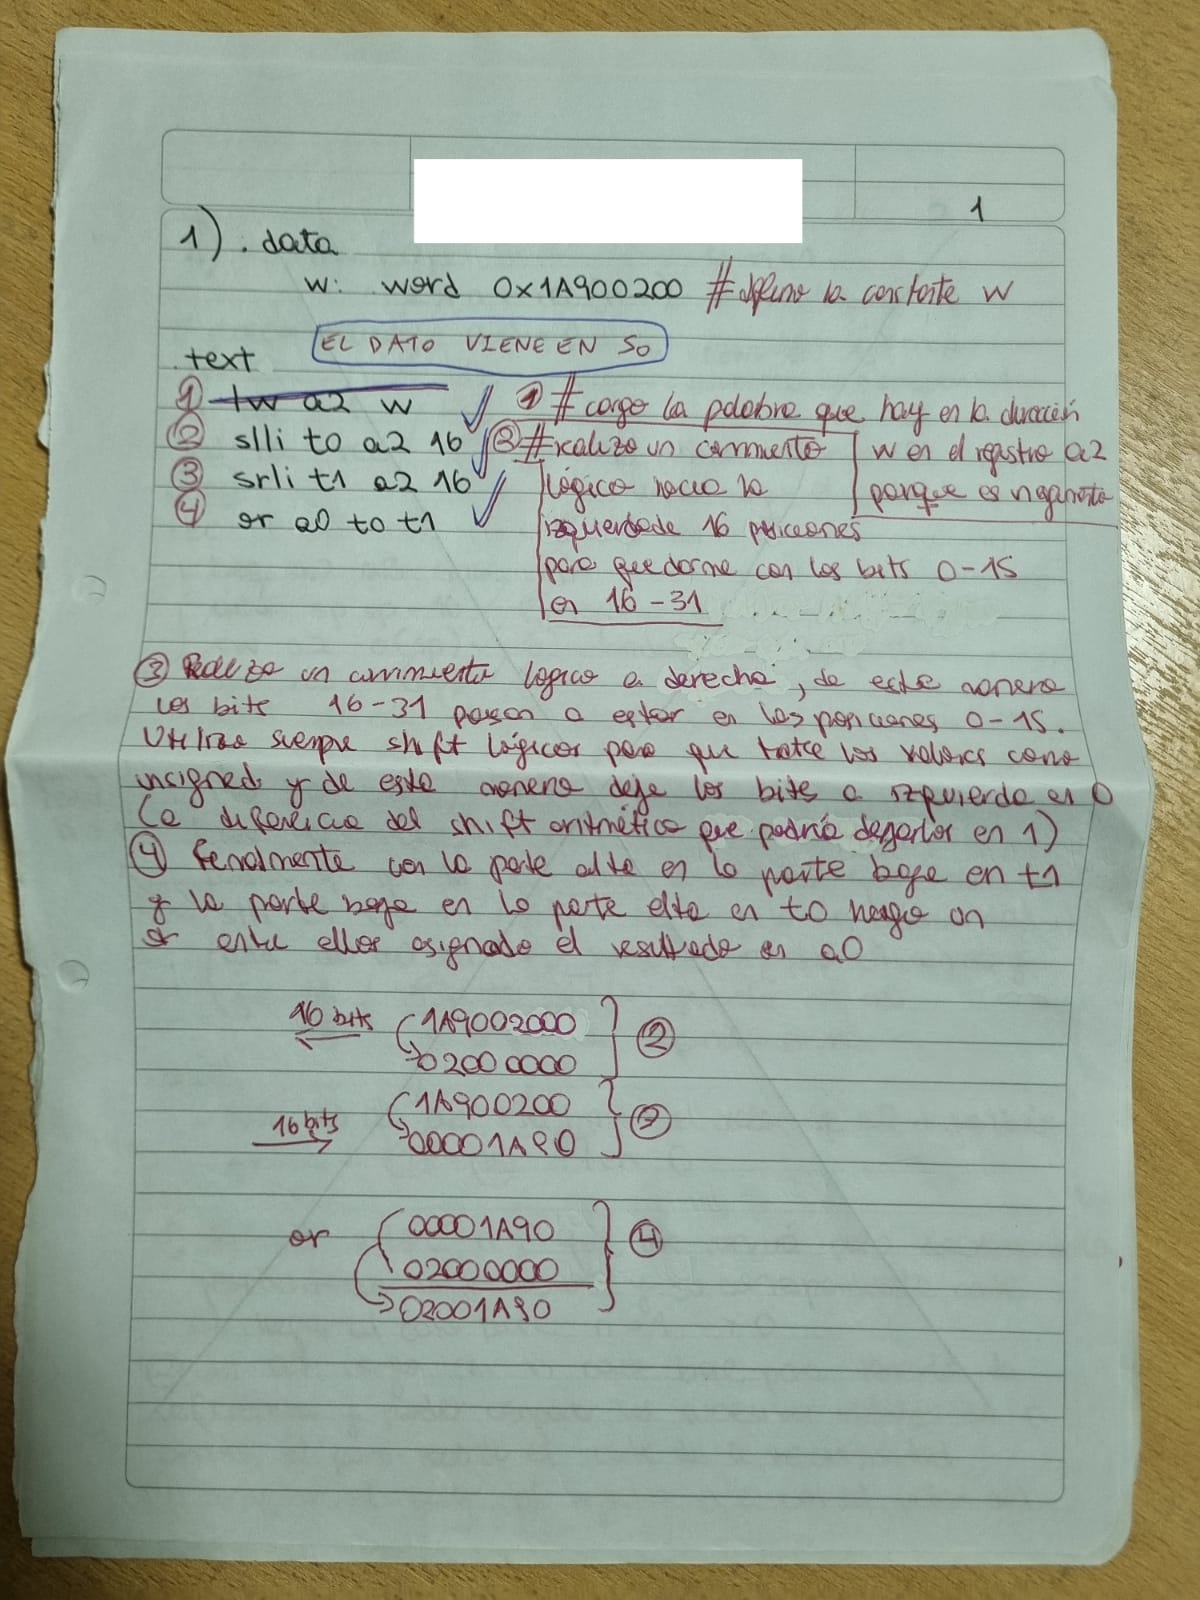 1
1) . data
w: word 0x1A900200 # defino la constante w
EL DATO VIENE EN S0
.text
① lw a2 w ① # cargo la palabra que hay en la dirección
② slli t0 a2 16 ② # realizo un corrimiento w en el registro a2
③ srli t1 a2 16 lógico hacia la porque es
④ or a0 t0 t1 izquierda de 16 posiciones
para quedarme con los bits 0-15
en 16-31
③ Realizo un corrimiento lógico a derecha, de esta manera
los bits 16-31 pasan a estar en las posiciones 0-15.
Utilizo siempre shift lógicos para que trate los valores como
unsigned y de esta manera deje los bits a izquierda en 0
(a diferencia del shift aritmético que podría dejarlos en 1)
④ Finalmente con la parte alta en la parte baja en t1
y la parte baja en la parte alta en t0 hago un
or entre ellos asignado el resultado en a0
16 bits 1A9002000 ②
02000000
1A900200
16 bits 00001A90
or 00001A90 ④
02000000
02001A90